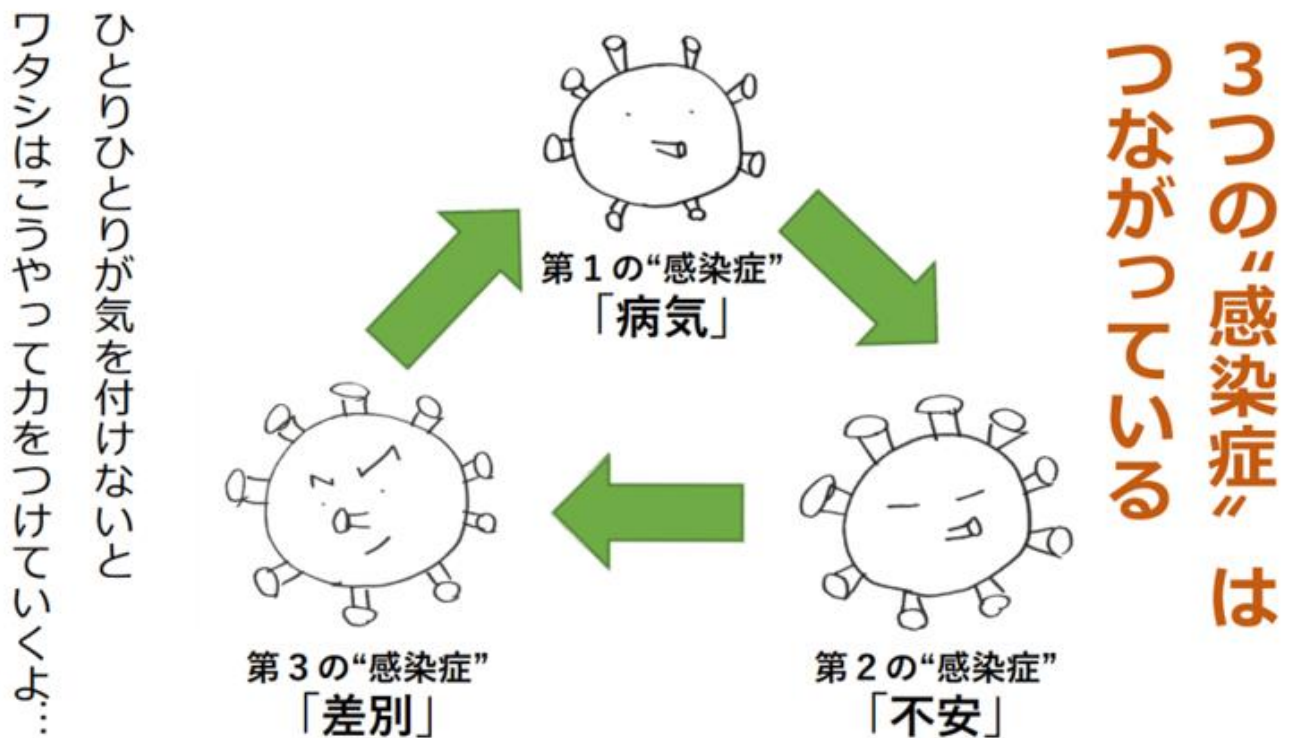 ３つの〝感染症〟は
つながっている
第１の“感染症”
「病気」
第２の“感染症”
「不安」
第３の“感染症”
「差別」
ひとりひとりが気を付けないと
ワタシはこうやって力をつけていくよ…